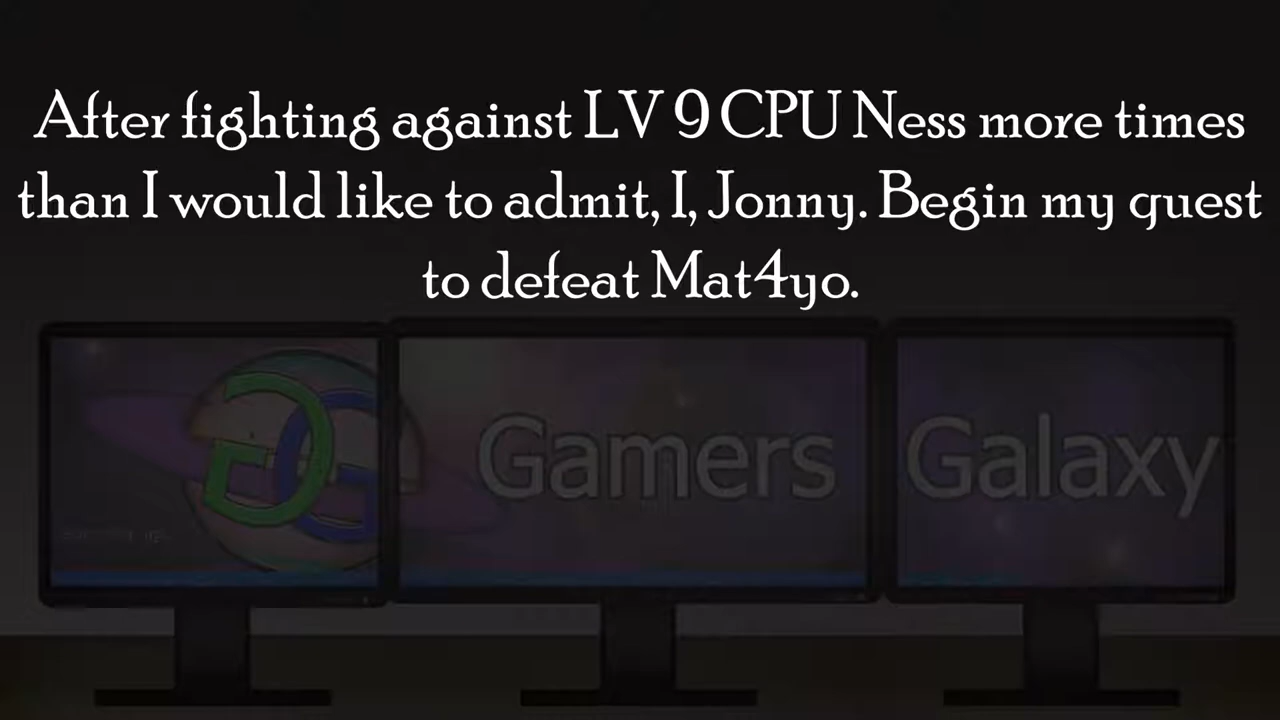 After fighting against LV 9 CPU Ness more times
than I would like to admit, I, Jonny. Begin my quest
to defeat Mat4yo.
GG Gamers Galaxy